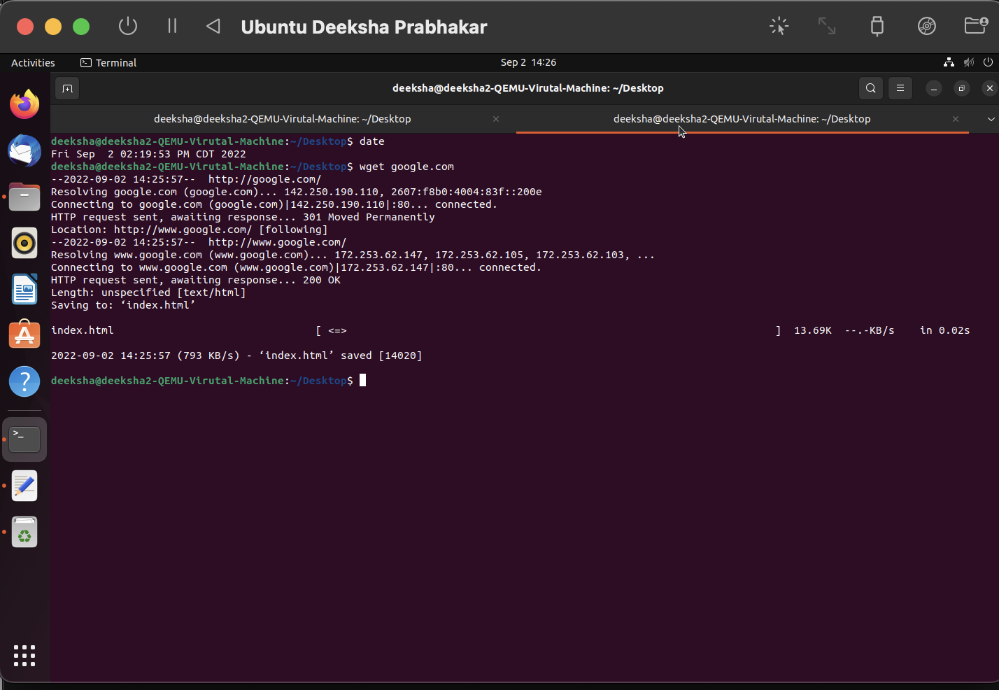 Ubuntu Deeksha Prabhakar
Activities Terminal Sep 2 14:26
deeksha@deeksha2-QEMU-Virutal-Machine: ~/Desktop
deeksha@deeksha2-QEMU-Virutal-Machine: ~/Desktop deeksha@deeksha2-QEMU-Virutal-Machine: ~/Desktop
deeksha@deeksha2-QEMU-Virutal-Machine:~/Desktop$ date
Fri Sep  2 02:19:53 PM CDT 2022
deeksha@deeksha2-QEMU-Virutal-Machine:~/Desktop$ wget google.com
--2022-09-02 14:25:57--  http://google.com/
Resolving google.com (google.com)... 142.250.190.110, 2607:f8b0:4004:83f::200e
Connecting to google.com (google.com)|142.250.190.110|:80... connected.
HTTP request sent, awaiting response... 301 Moved Permanently
Location: http://www.google.com/ [following]
--2022-09-02 14:25:57--  http://www.google.com/
Resolving www.google.com (www.google.com)... 172.253.62.147, 172.253.62.105, 172.253.62.103, ...
Connecting to www.google.com (www.google.com)|172.253.62.147|:80... connected.
HTTP request sent, awaiting response... 200 OK
Length: unspecified [text/html]
Saving to: ‘index.html’
index.html [ <=> ] 13.69K --.-KB/s in 0.02s
2022-09-02 14:25:57 (793 KB/s) - ‘index.html’ saved [14020]
deeksha@deeksha2-QEMU-Virutal-Machine:~/Desktop$